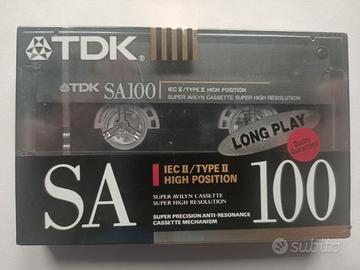 TDK®
TDK SA100
IEC II/TYPE II HIGH POSITION
SUPER AVILYN CASSETTE SUPER HIGH RESOLUTION
LONG PLAY
Quality
Guaranteed
SA
IEC II/TYPE II
HIGH POSITION
SUPER AVILYN CASSETTE
SUPER HIGH RESOLUTION
SUPER PRECISION ANTI-RESONANCE
CASSETTE MECHANISM
100
subito